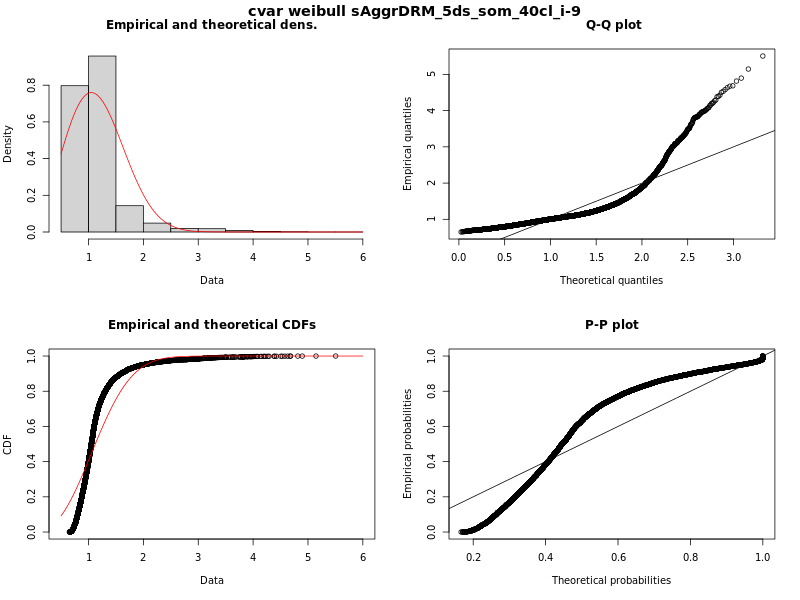 cvar weibull sAggrDRM_5ds_som_40cl_i-9
Empirical and theoretical dens.
Density
0.0 0.2 0.4 0.6 0.8
1 2 3 4 5 6
Data
Q-Q plot
Empirical quantiles
1 2 3 4 5
0.0 0.5 1.0 1.5 2.0 2.5 3.0
Theoretical quantiles
Empirical and theoretical CDFs
CDF
0.0 0.2 0.4 0.6 0.8 1.0
1 2 3 4 5 6
Data
P-P plot
Empirical probabilities
0.0 0.2 0.4 0.6 0.8 1.0
0.2 0.4 0.6 0.8 1.0
Theoretical probabilities